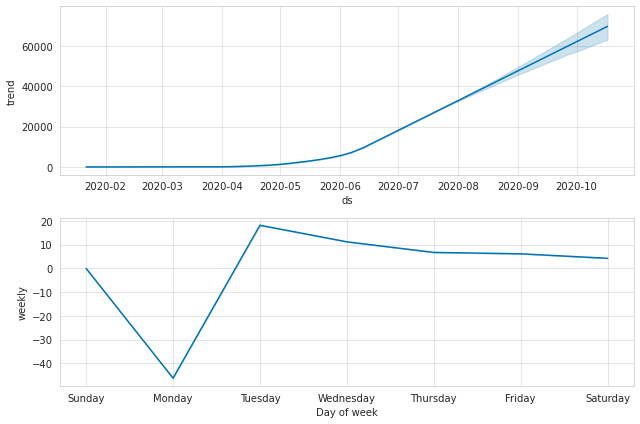 60000
40000
20000
0
trend
2020-02 2020-03 2020-04 2020-05 2020-06 2020-07 2020-08 2020-09 2020-10
ds
20
10
0
−10
−20
−30
−40
weekly
Sunday Monday Tuesday Wednesday Thursday Friday Saturday
Day of week